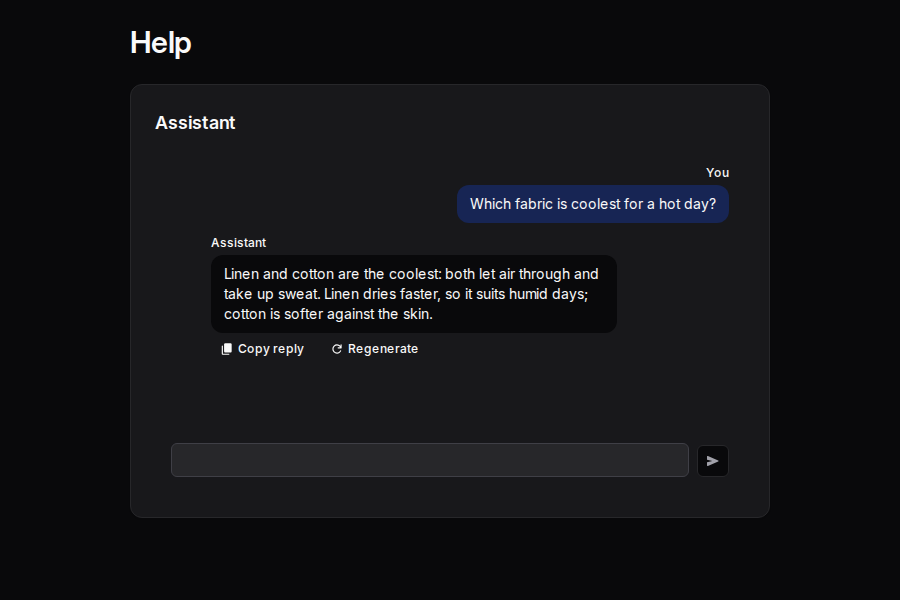 Help
Assistant
You
Which fabric is coolest for a hot day?
Assistant
Linen and cotton are the coolest: both let air through and
take up sweat. Linen dries faster, so it suits humid days;
cotton is softer against the skin.
Copy reply
Regenerate